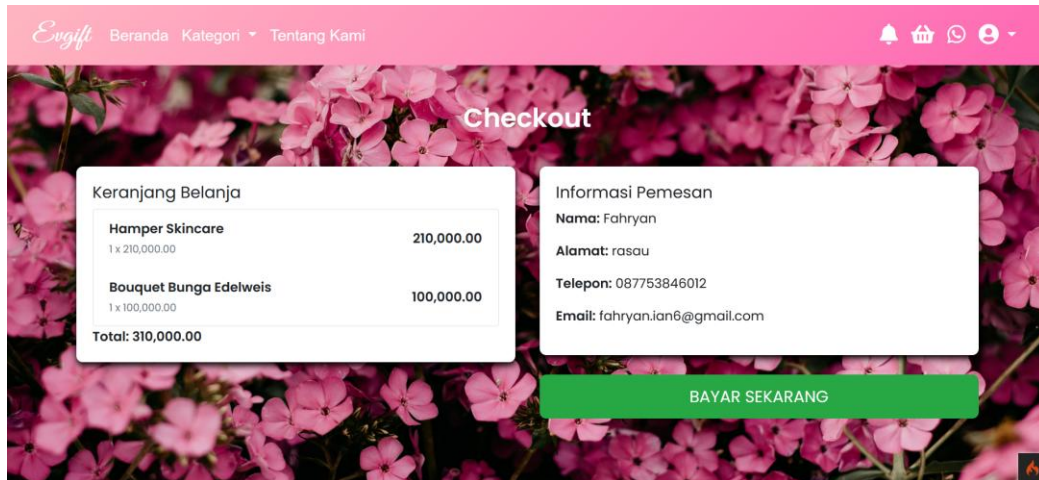 Evgift Beranda Kategori Tentang Kami
Checkout
Keranjang Belanja
Hamper Skincare
1 x 210,000.00
210,000.00
Bouquet Bunga Edelweis
1 x 100,000.00
100,000.00
Total: 310,000.00
Informasi Pemesan
Nama: Fahryan
Alamat: rasau
Telepon: 087753846012
Email: fahryan.ian6@gmail.com
BAYAR SEKARANG